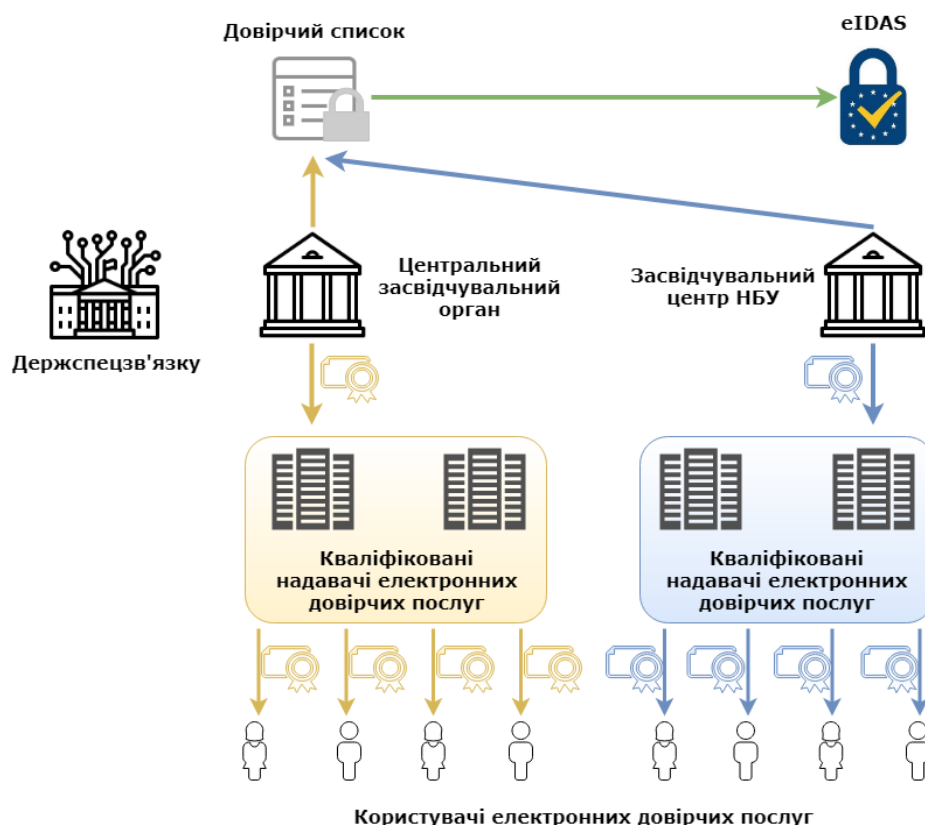 Довірчий список
eIDAS
Центральний
засвідчувальний
орган
Засвідчувальний
центр НБУ
Держспецзв'язку
Кваліфіковані
надавачі електронних
довірчих послуг
Кваліфіковані
надавачі електронних
довірчих послуг
Користувачі електронних довірчих послуг